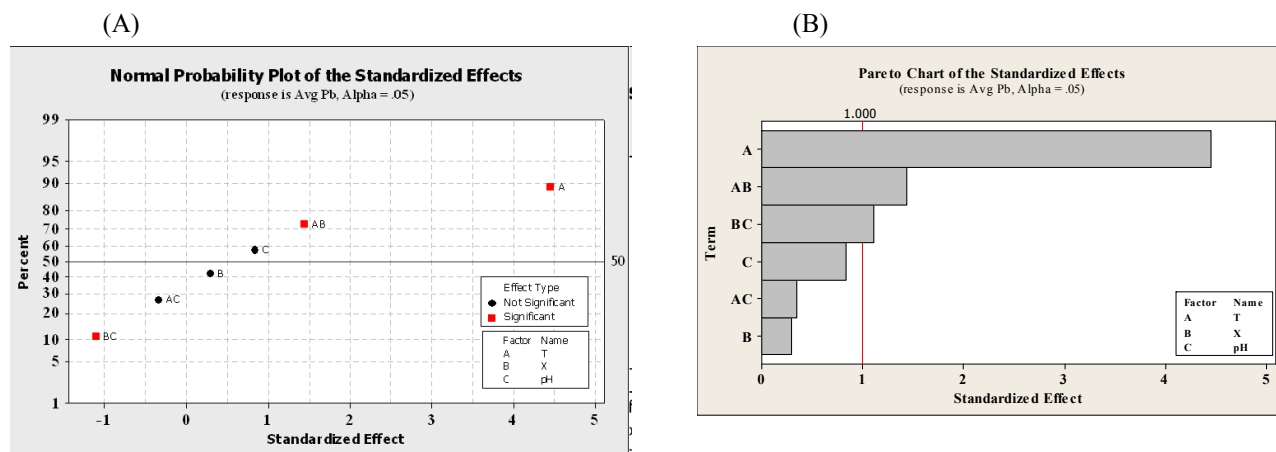 (A)
Normal Probability Plot of the Standardized Effects
(response is Avg Pb, Alpha = .05)
Percent
99
95
90
80
70
60
50
40
30
20
10
5
1
A
AB
C
B
AC
BC
50
Effect Type
Not Significant
Significant
Factor Name
A T
B X
C pH
-1 0 1 2 3 4 5
Standardized Effect
(B)
Pareto Chart of the Standardized Effects
(response is Avg Pb, Alpha = .05)
1.000
Term
A
AB
BC
C
AC
B
Factor Name
A T
B X
C pH
0 1 2 3 4 5
Standardized Effect